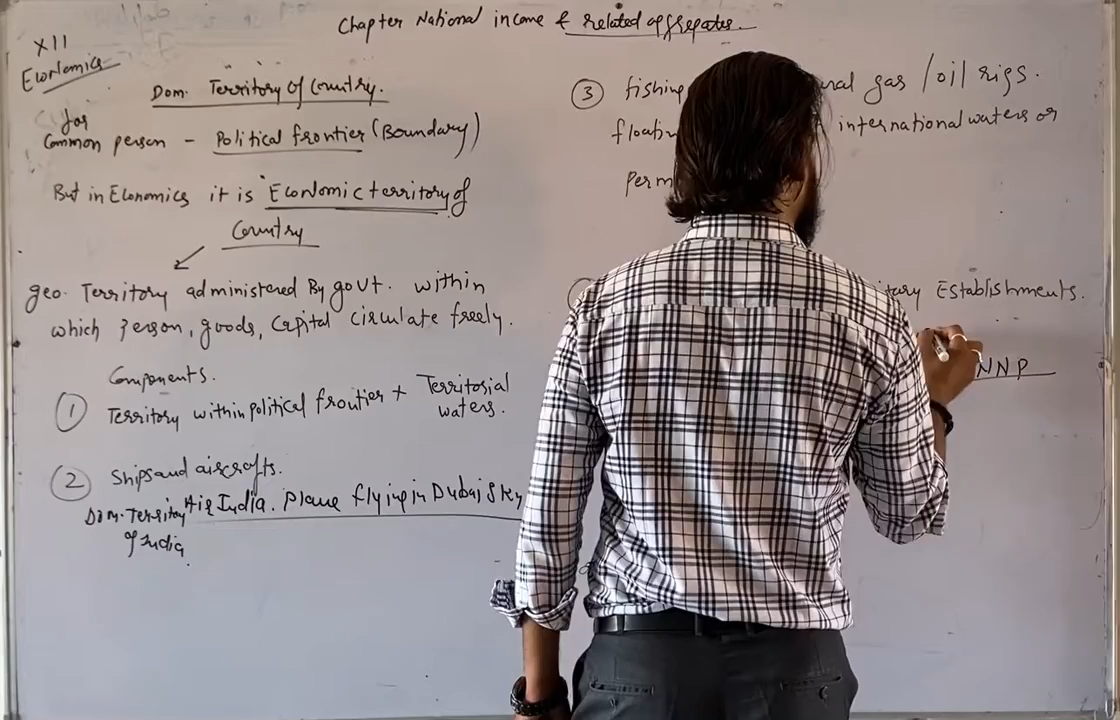 Chapter National income & related aggregates.
XII
Economics
Dom. Territory of Country.
for
Common person - Political frontier (Boundary)
But in Economics it is Economic territory of
Country
geo. Territory administered By govt. within
which person, goods, Capital circulate freely.
Components.
① Territory within political frontier + Territorial
waters.
② Ships and aircrafts.
Air India. Plane flying in Dubai Sky
Dom. Territory
of India.
③ fishing gas / oil rigs.
international waters or
Establishments.
NNP